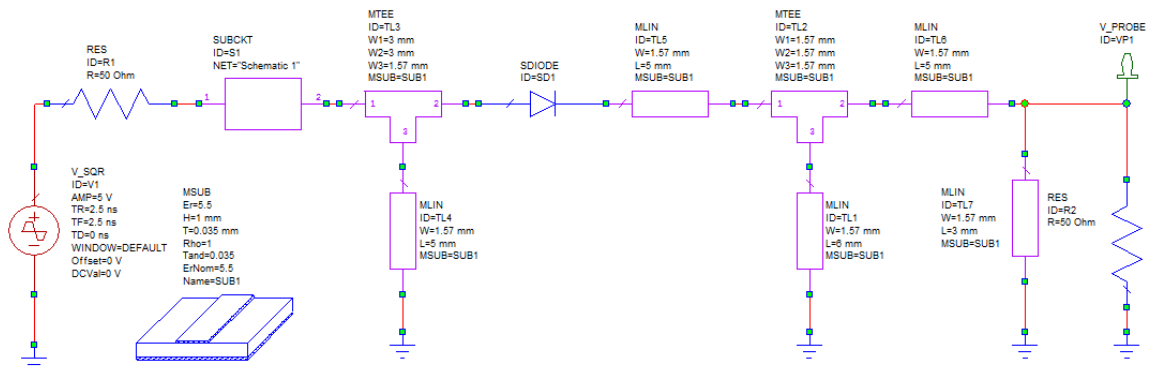 RES
ID=R1
R=50 Ohm
SUBCKT
ID=S1
NET="Schematic 1"
1
2
MTEE
ID=TL3
W1=3 mm
W2=3 mm
W3=1.57 mm
MSUB=SUB1
1
2
3
SDIODE
ID=SD1
MLIN
ID=TL5
W=1.57 mm
L=5 mm
MSUB=SUB1
MTEE
ID=TL2
W1=1.57 mm
W2=1.57 mm
W3=1.57 mm
MSUB=SUB1
1
2
3
MLIN
ID=TL6
W=1.57 mm
L=5 mm
MSUB=SUB1
V_PROBE
ID=VP1
V_SQR
ID=V1
AMP=5 V
TR=2.5 ns
TF=2.5 ns
TD=0 ns
WINDOW=DEFAULT
Offset=0 V
DCVal=0 V
MSUB
Er=5.5
H=1 mm
T=0.035 mm
Rho=1
Tand=0.035
ErNom=5.5
Name=SUB1
MLIN
ID=TL4
W=1.57 mm
L=5 mm
MSUB=SUB1
MLIN
ID=TL1
W=1.57 mm
L=6 mm
MSUB=SUB1
MLIN
ID=TL7
W=1.57 mm
L=3 mm
MSUB=SUB1
RES
ID=R2
R=50 Ohm